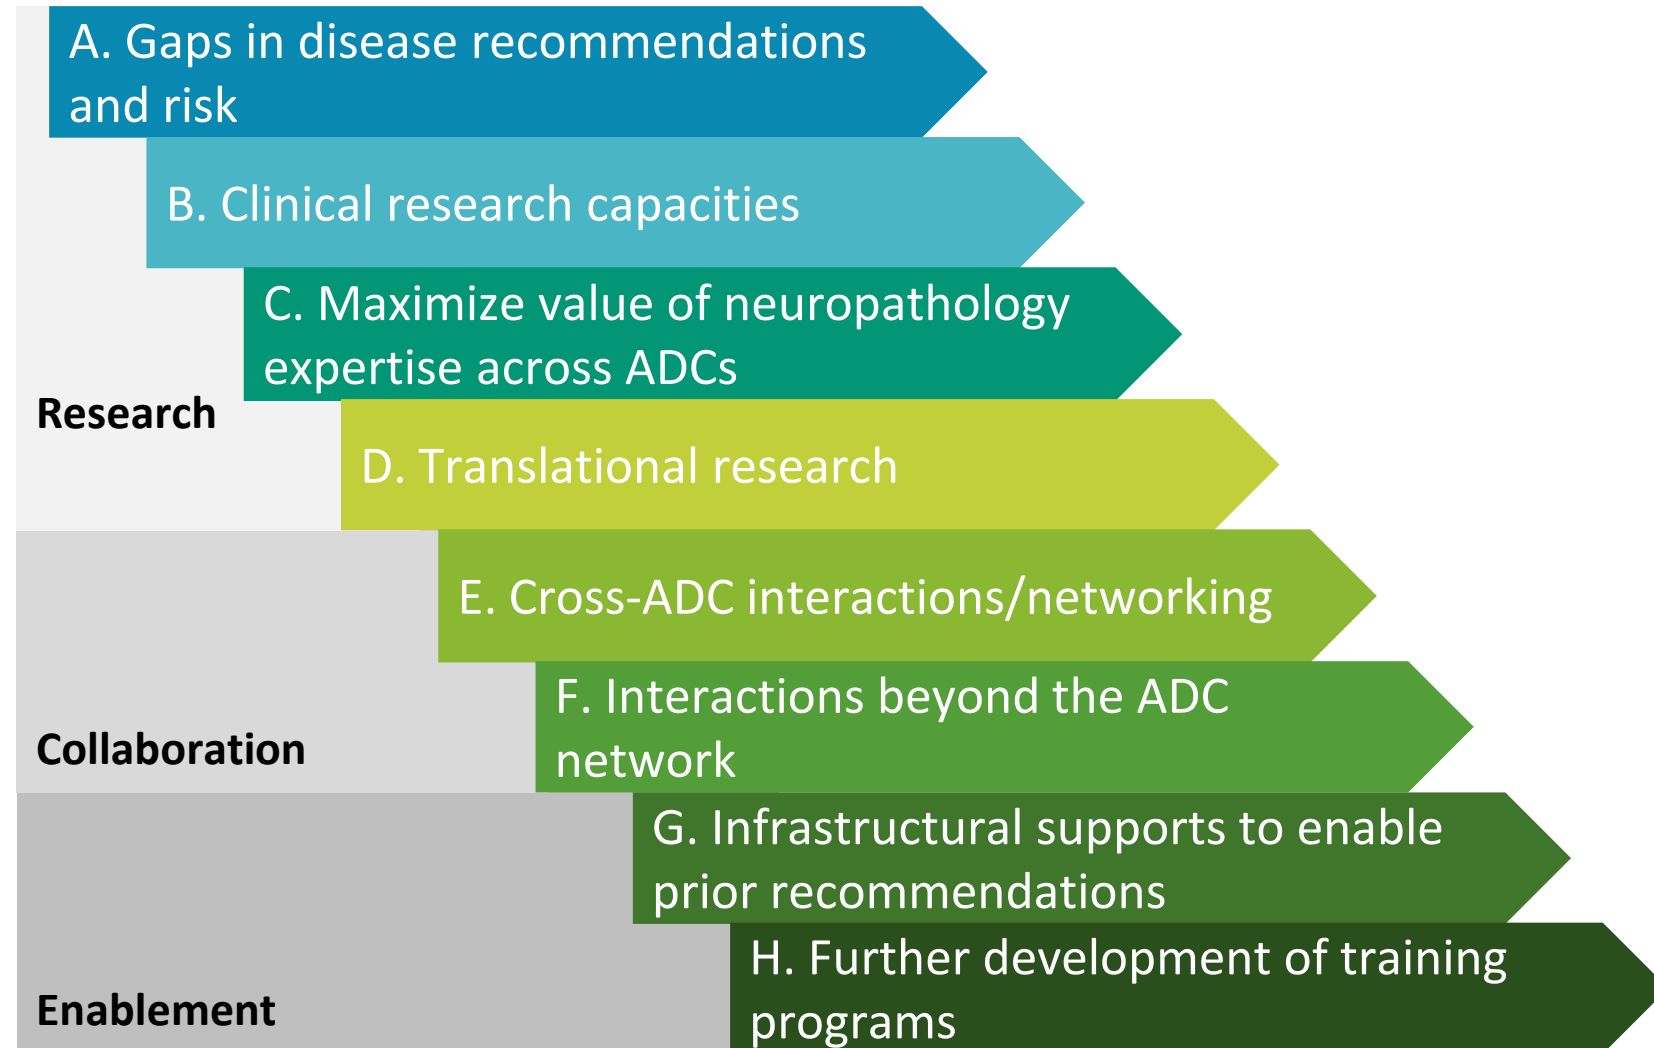 A. Gaps in disease recommendations
and risk
B. Clinical research capacities
C. Maximize value of neuropathology
expertise across ADCs
Research
D. Translational research
E. Cross-ADC interactions/networking
F. Interactions beyond the ADC
network
Collaboration
G. Infrastructural supports to enable
prior recommendations
H. Further development of training
programs
Enablement